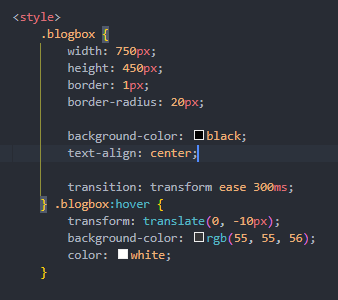 <style>
.blogbox {
width: 750px;
height: 450px;
border: 1px;
border-radius: 20px;
background-color: black;
text-align: center;
transition: transform ease 300ms;
} .blogbox:hover {
transform: translate(0, -10px);
background-color: rgb(55, 55, 56);
color: white;
}